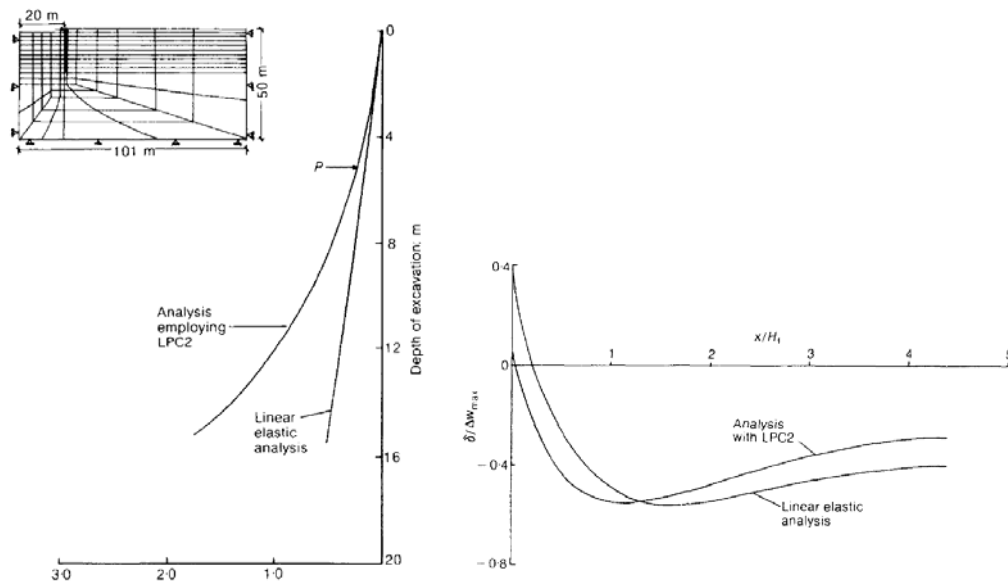 20 m
50 m
101 m
0
4
8
12
16
20
Depth of excavation: m
P
Analysis
employing
LPC2
Linear
elastic
analysis
3·0
2·0
1·0
0·4
0
−0·4
−0·8
δ/Δw_max
x/H_t
1
2
3
4
5
Analysis
with LPC2
Linear elastic
analysis